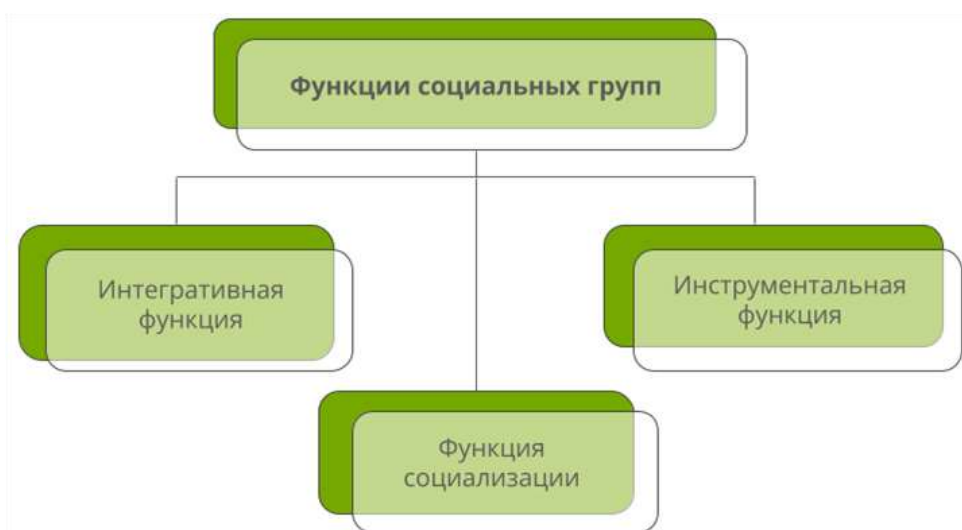 Функции социальных групп
Интегративная
функция
Инструментальная
функция
Функция
социализации